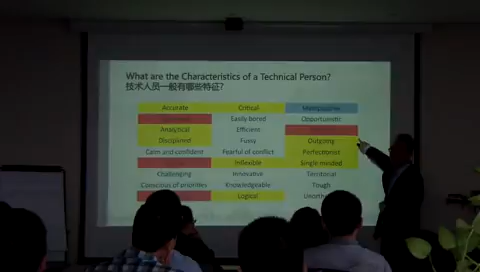 What are the Characteristics of a Technical Person?
技术人员一般有哪些特征?
Accurate Critical Manipulative
Easily bored Opportunistic
Analytical Efficient
Disciplined Fussy Outgoing
Calm and confident Fearful of conflict Perfectionist
Inflexible Single minded
Challenging Innovative Territorial
Conscious of priorities Knowledgeable Tough
Logical